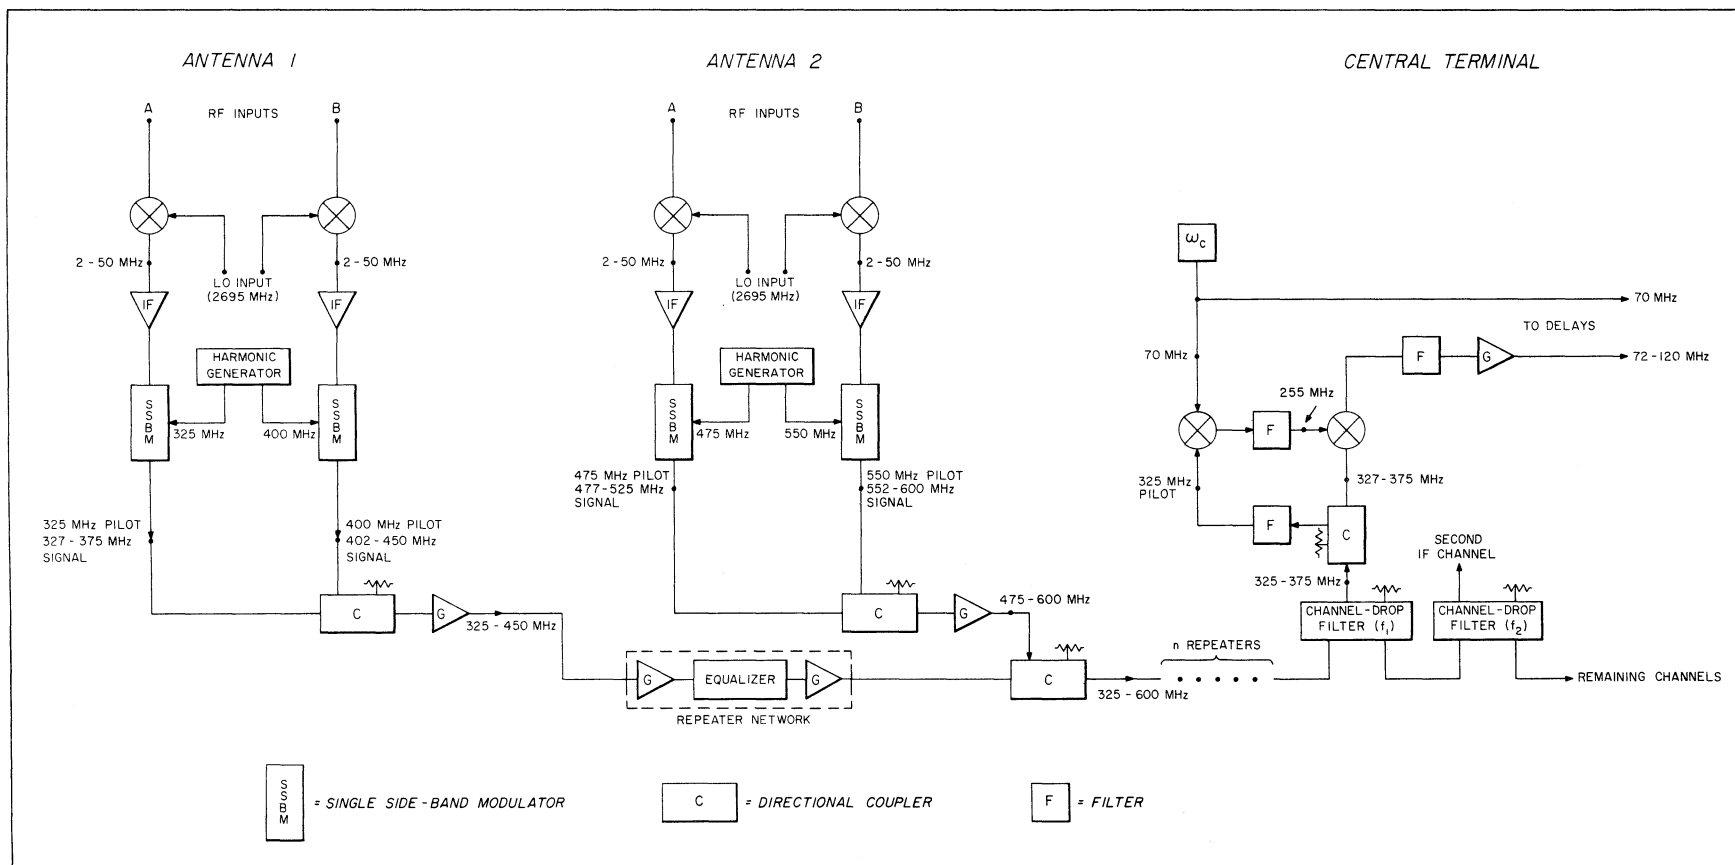 ANTENNA 1
ANTENNA 2
CENTRAL TERMINAL
A
RF INPUTS
B
A
RF INPUTS
B
ωc
2-50 MHz
LO INPUT
(2695 MHz)
2-50 MHz
2-50 MHz
LO INPUT
(2695 MHz)
2-50 MHz
IF
IF
IF
IF
70 MHz
TO DELAYS
70 MHz
F
G
72-120 MHz
HARMONIC
GENERATOR
HARMONIC
GENERATOR
SSBM
325 MHz
400 MHz
SSBM
SSBM
475 MHz
550 MHz
SSBM
255 MHz
F
475 MHz PILOT
477-525 MHz
SIGNAL
550 MHz PILOT
552-600 MHz
SIGNAL
325 MHz
PILOT
327-375 MHz
325 MHz PILOT
327-375 MHz
SIGNAL
400 MHz PILOT
402-450 MHz
SIGNAL
F
C
SECOND
IF CHANNEL
325-375 MHz
C
G
325-450 MHz
C
G
475-600 MHz
CHANNEL-DROP
FILTER (f1)
CHANNEL-DROP
FILTER (f2)
n REPEATERS
G
EQUALIZER
G
C
325-600 MHz
REMAINING CHANNELS
REPEATER NETWORK
SSBM
= SINGLE SIDE-BAND MODULATOR
C
= DIRECTIONAL COUPLER
F
= FILTER